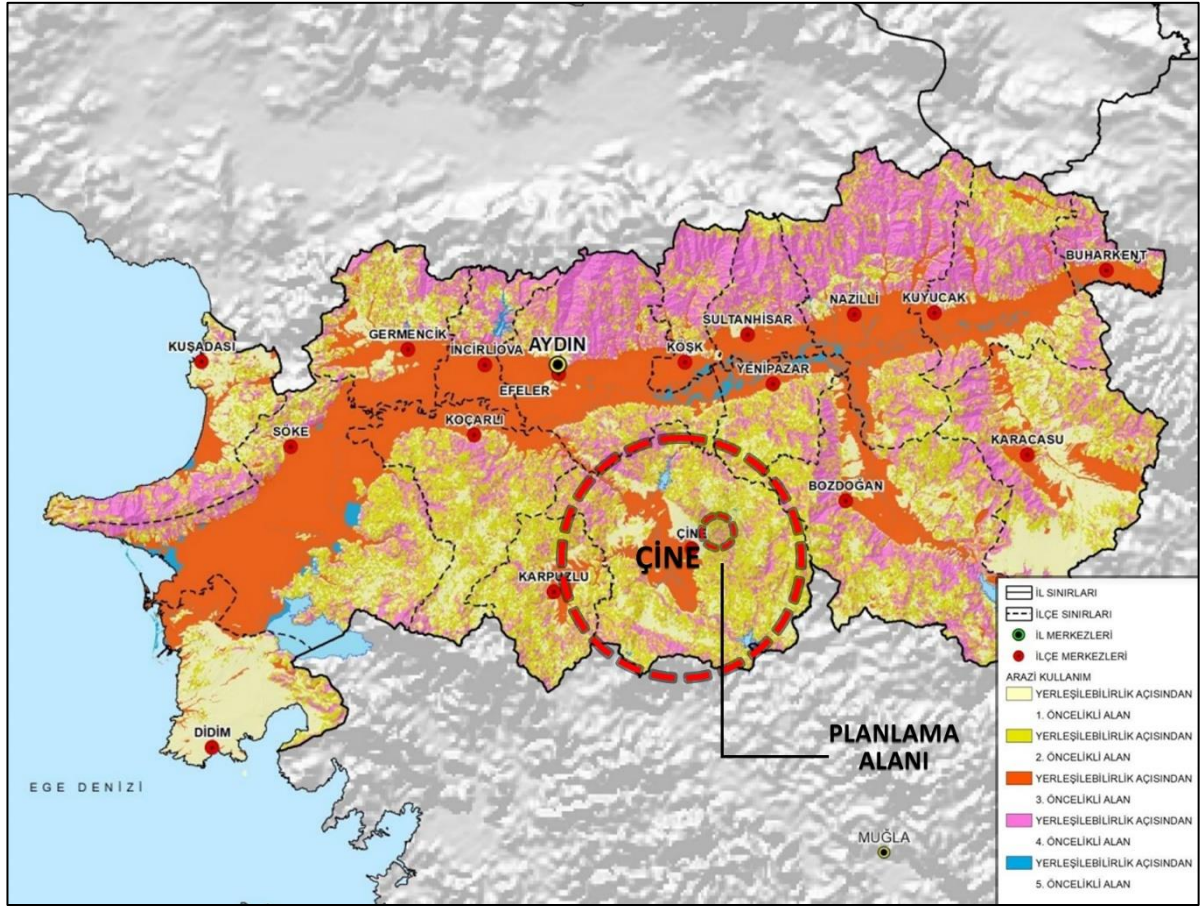 BUHARKENT
NAZİLLİ
KUYUCAK
SULTANHİSAR
GERMENCİK
KUŞADASI
İNCİRLİOVA
AYDIN
KÖŞK
YENİPAZAR
EFELER
KOÇARLI
SÖKE
KARACASU
BOZDOĞAN
ÇİNE
ÇİNE
KARPUZLU
DİDİM
EGE DENİZİ
PLANLAMA
ALANI
MUĞLA
İL SINIRLARI
İLÇE SINIRLARI
İL MERKEZLERİ
İLÇE MERKEZLERİ
ARAZİ KULLANIM
YERLEŞİLEBİLİRLİK AÇISINDAN
1. ÖNCELİKLİ ALAN
YERLEŞİLEBİLİRLİK AÇISINDAN
2. ÖNCELİKLİ ALAN
YERLEŞİLEBİLİRLİK AÇISINDAN
3. ÖNCELİKLİ ALAN
YERLEŞİLEBİLİRLİK AÇISINDAN
4. ÖNCELİKLİ ALAN
YERLEŞİLEBİLİRLİK AÇISINDAN
5. ÖNCELİKLİ ALAN